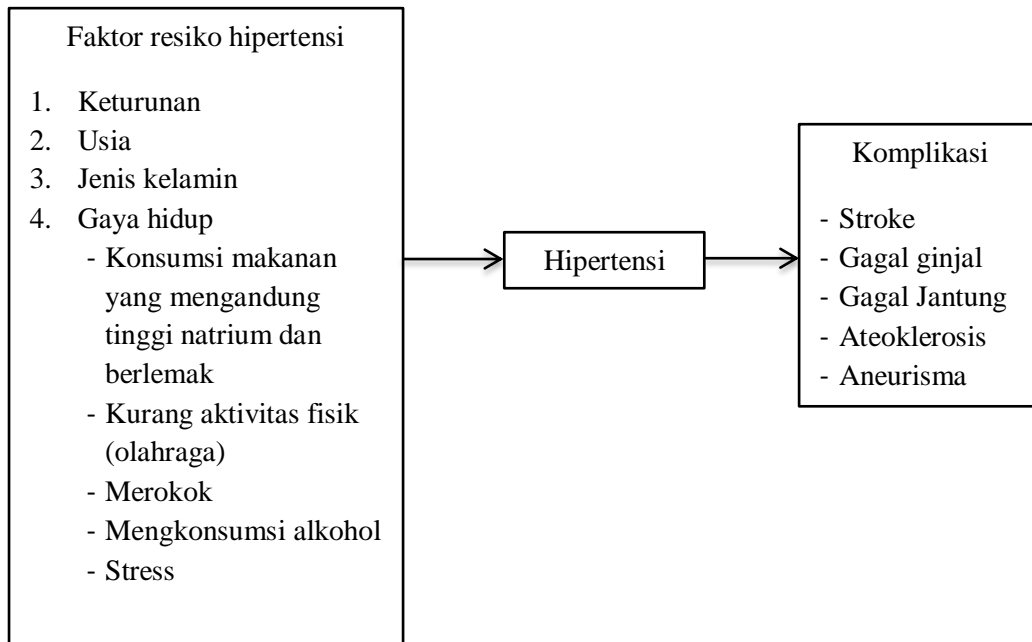 Faktor resiko hipertensi
1. Keturunan
2. Usia
3. Jenis kelamin
4. Gaya hidup
- Konsumsi makanan
yang mengandung
tinggi natrium dan
berlemak
- Kurang aktivitas fisik
(olahraga)
- Merokok
- Mengkonsumsi alkohol
- Stress
Hipertensi
Komplikasi
- Stroke
- Gagal ginjal
- Gagal Jantung
- Ateoklerosis
- Aneurisma